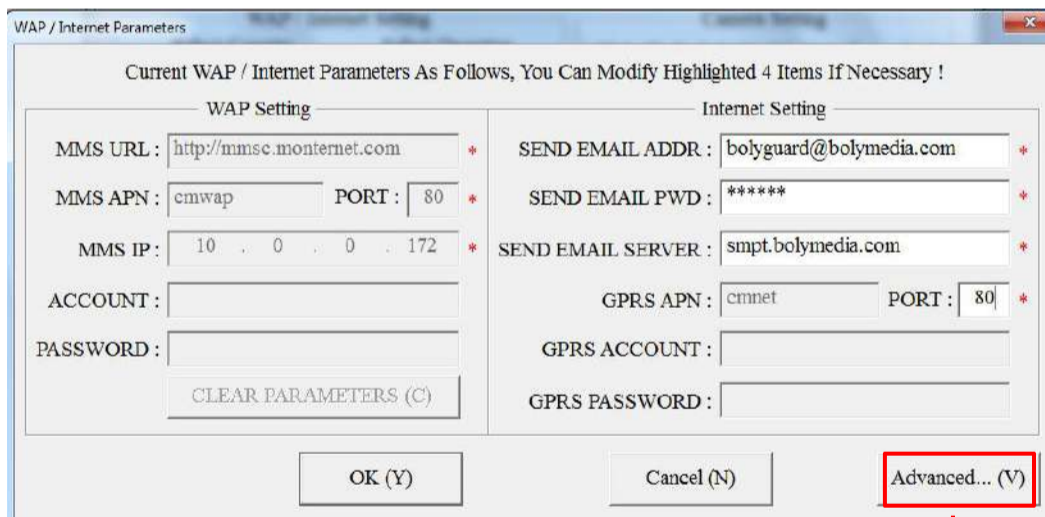 WAP / Internet Parameters
Current WAP / Internet Parameters As Follows, You Can Modify Highlighted 4 Items If Necessary !
WAP Setting
MMS URL : http://mmsc.monternet.com *
MMS APN : cmwap PORT : 80 *
MMS IP : 10 . 0 . 0 . 172 *
ACCOUNT :
PASSWORD :
CLEAR PARAMETERS (C)
Internet Setting
SEND EMAIL ADDR : bolyguard@bolymedia.com *
SEND EMAIL PWD : ****** *
SEND EMAIL SERVER : smpt.bolymedia.com *
GPRS APN : cmnet PORT : 80 *
GPRS ACCOUNT :
GPRS PASSWORD :
OK (Y) Cancel (N) Advanced... (V)